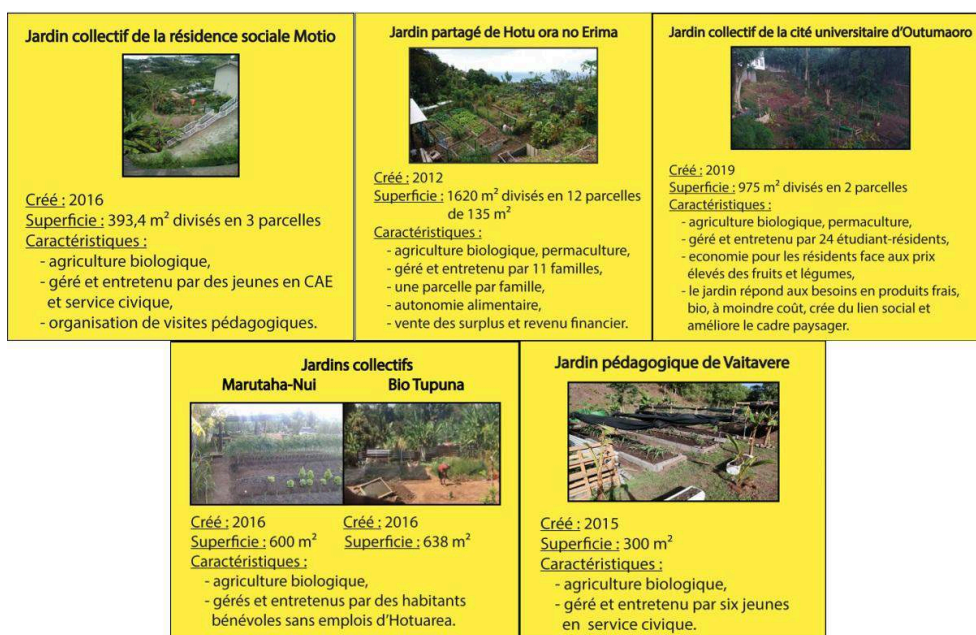 Jardin collectif de la résidence sociale Motio
Créé : 2016
Superficie : 393,4 m² divisés en 3 parcelles
Caractéristiques :
- agriculture biologique,
- géré et entretenu par des jeunes en CAE
et service civique,
- organisation de visites pédagogiques.
Jardin partagé de Hotu ora no Erima
Créé : 2012
Superficie : 1620 m² divisés en 12 parcelles
de 135 m²
Caractéristiques :
- agriculture biologique, permaculture,
- géré et entretenu par 11 familles,
- une parcelle par famille,
- autonomie alimentaire,
- vente des surplus et revenu financier.
Jardin collectif de la cité universitaire d'Outumaoro
Créé : 2019
Superficie : 975 m² divisés en 2 parcelles
Caractéristiques :
- agriculture biologique, permaculture,
- géré et entretenu par 24 étudiant-résidents,
- economie pour les résidents face aux prix
élevés des fruits et légumes,
- le jardin répond aux besoins en produits frais,
bio, à moindre coût, crée du lien social et
améliore le cadre paysager.
Jardins collectifs
Marutaha-Nui Bio Tupuna
Créé : 2016 Créé : 2016
Superficie : 600 m² Superficie : 638 m²
Caractéristiques :
- agriculture biologique,
- gérés et entretenus par des habitants
bénévoles sans emplois d'Hotuarea.
Jardin pédagogique de Vaitavere
Créé : 2015
Superficie : 300 m²
Caractéristiques :
- agriculture biologique,
- géré et entretenu par six jeunes
en service civique.